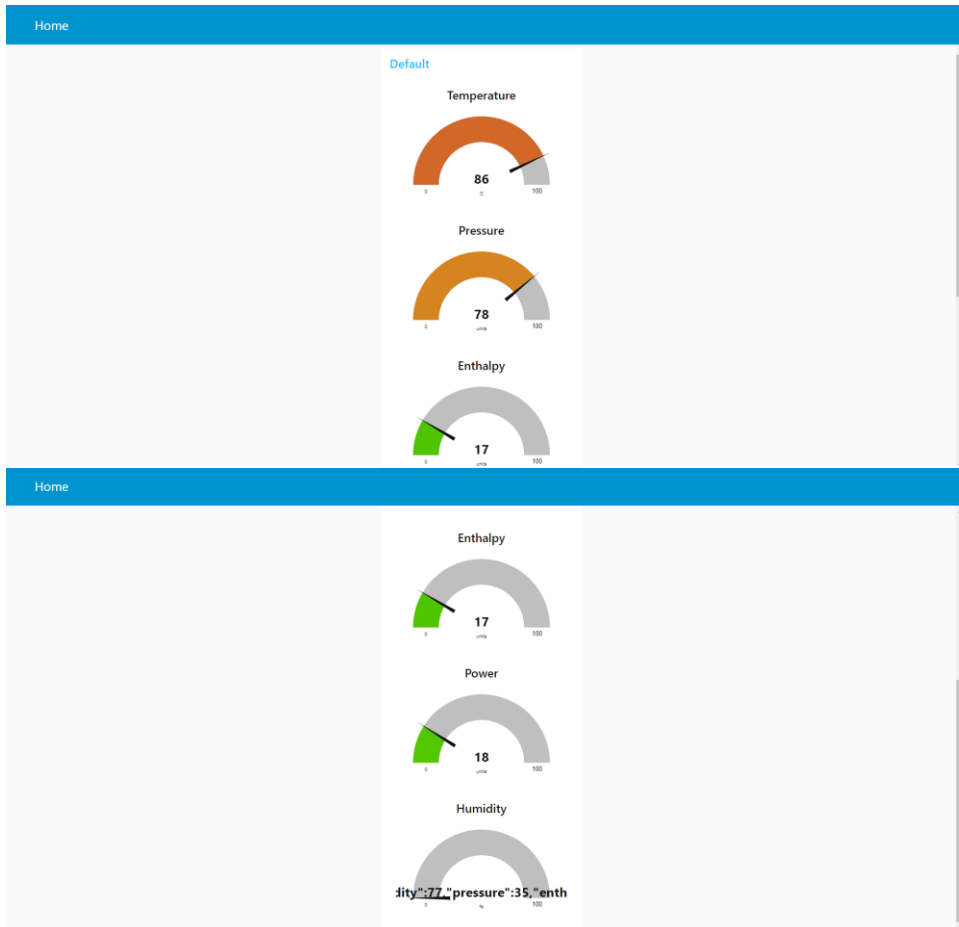 Home
Default
Temperature
86
C
0 100
Pressure
78
units
0 100
Enthalpy
17
units
0 100
Home
Enthalpy
17
units
0 100
Power
18
units
0 100
Humidity
dity":77,"pressure":35,"enth
0 100
%